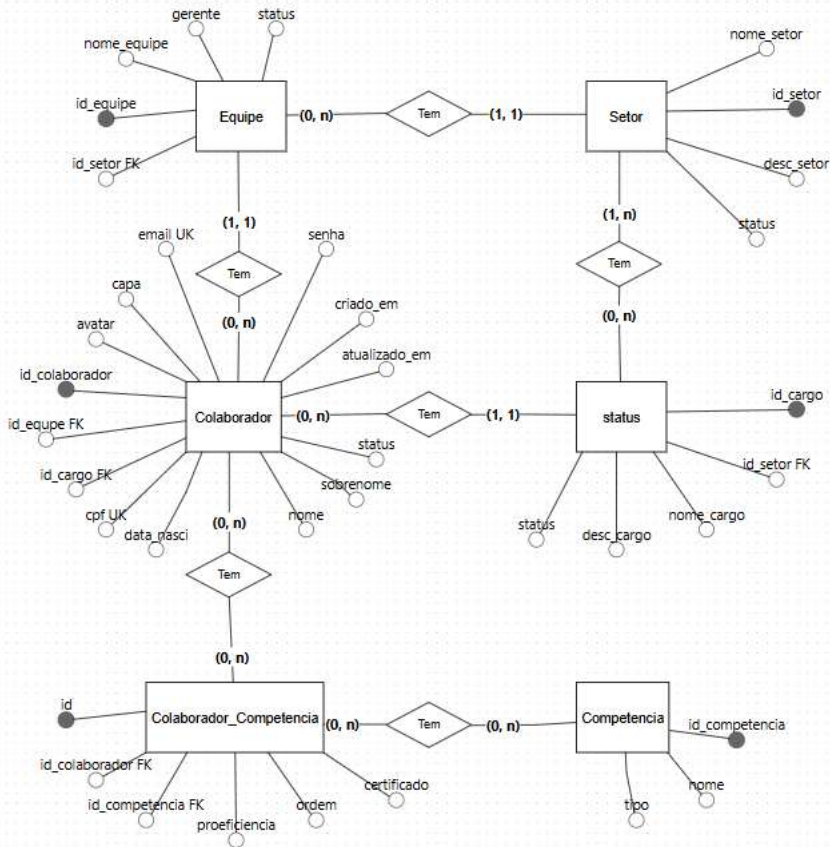 gerente
status
nome_equipe
nome_setor
id_equipe
id_setor
Equipe
(0, n)
Tem
(1, 1)
Setor
id_setor FK
desc_setor
(1, 1)
(1, n)
status
email UK
senha
Tem
Tem
capa
criado_em
avatar
(0, n)
(0, n)
atualizado_em
id_colaborador
id_cargo
Colaborador
(0, n)
Tem
(1, 1)
status
id_equpe FK
status
id_setor FK
id_cargo FK
sobrenome
cpf UK
data_nasci
nome
status
desc_cargo
nome_cargo
(0, n)
Tem
(0, n)
id
Colaborador_Competencia
(0, n)
Tem
(0, n)
Competencia
id_competencia
id_colaborador FK
certificado
id_competencia FK
ordem
tipo
nome
proeficiencia